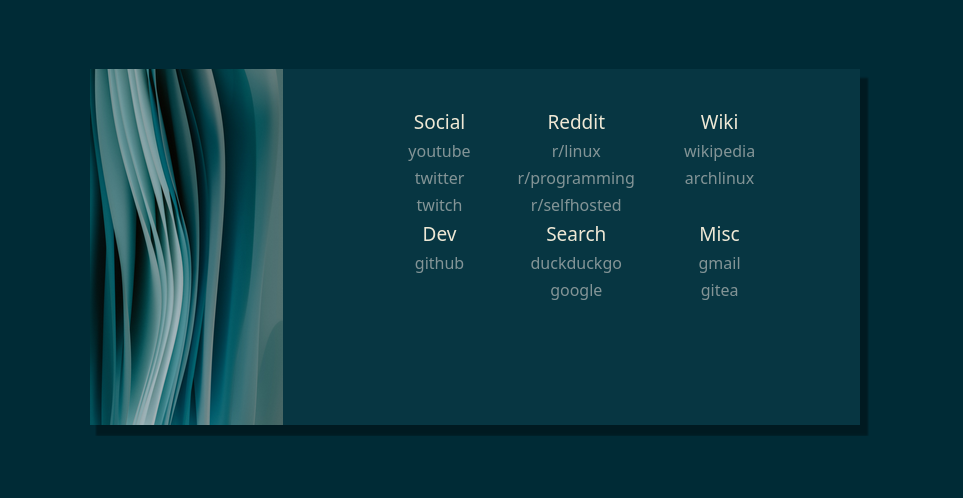 Social
youtube
twitter
twitch
Reddit
r/linux
r/programming
r/selfhosted
Wiki
wikipedia
archlinux
Dev
github
Search
duckduckgo
google
Misc
gmail
gitea